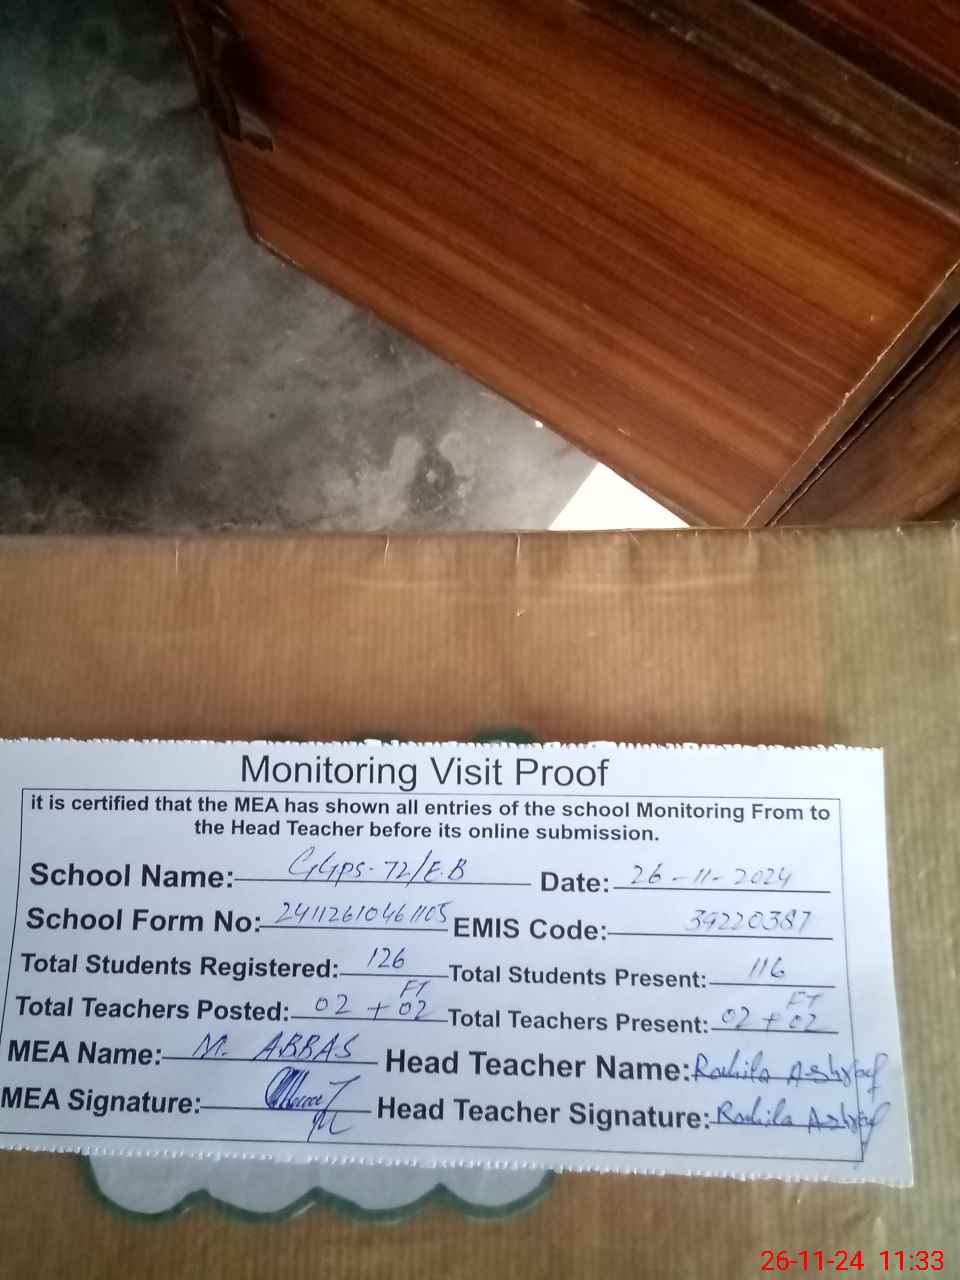 Monitoring Visit Proof
it is certified that the MEA has shown all entries of the school Monitoring From to
the Head Teacher before its online submission.
School Name: GGPS. 72/E.B Date: 26-11-2024
School Form No: 24112610461105 EMIS Code: 39220387
Total Students Registered: 126 Total Students Present: 116
Total Teachers Posted: 02 + 02 FT Total Teachers Present: 02 + 02 FT
MEA Name: M. ABBAS Head Teacher Name: Rahila Ashraf
MEA Signature: Head Teacher Signature: Rahila Ashraf
26-11-24 11:33